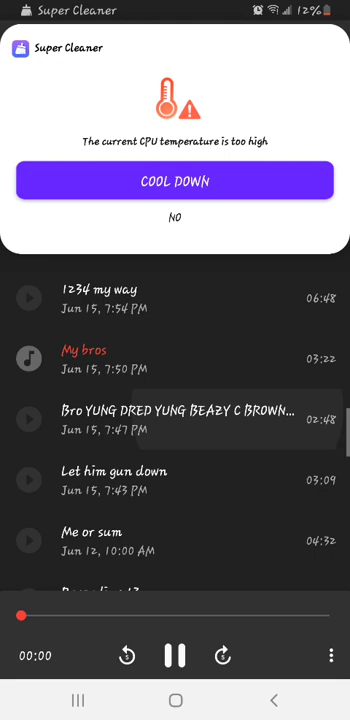 Super Cleaner 12%
Super Cleaner
The current CPU temperature is too high
COOL DOWN
NO
1234 my way
06:48
Jun 15, 7:54 PM
My bros
03:22
Jun 15, 7:50 PM
Bro YUNG DRED YUNG BEAZY C BROWN...
02:48
Jun 15, 7:47 PM
Let him gun down
03:09
Jun 15, 7:43 PM
Me or sum
04:32
Jun 12, 10:00 AM
00:00
5
5